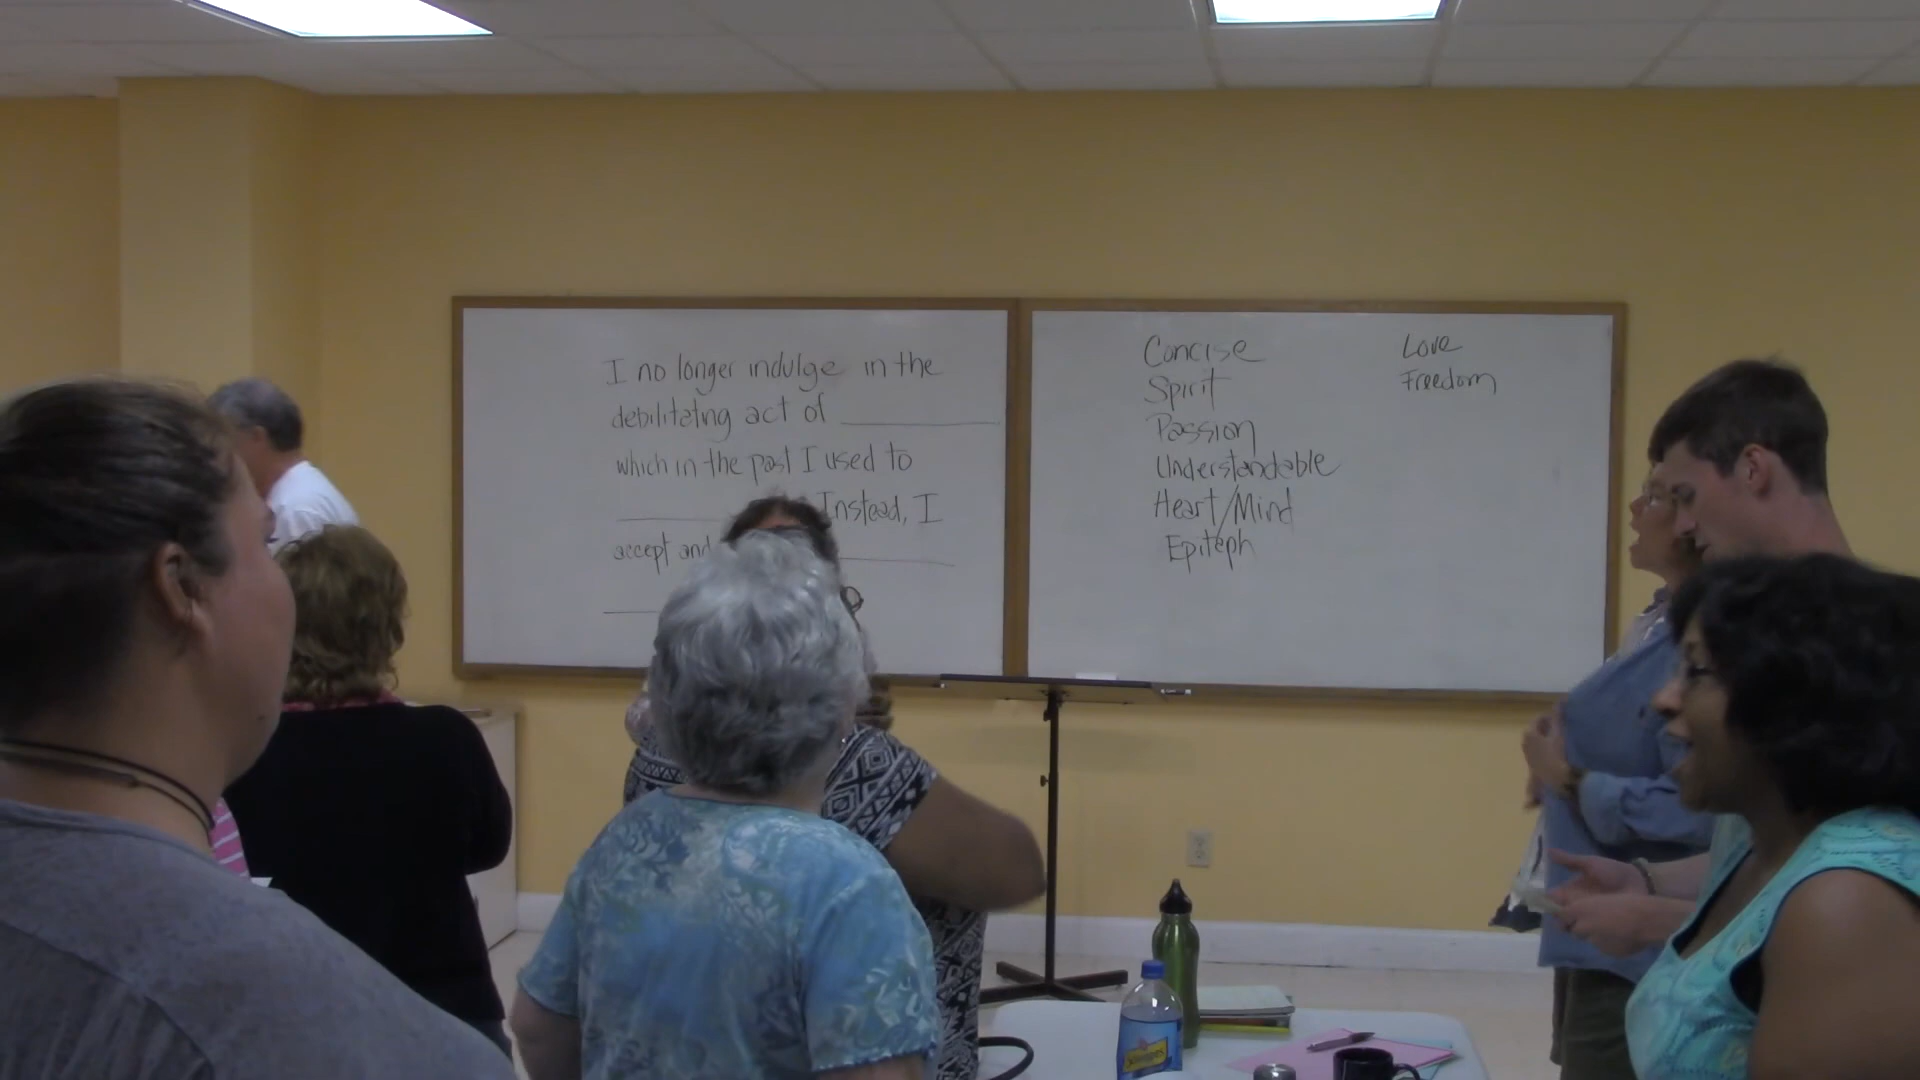 I no longer indulge in the
debilitating act of
which in the past I used to
Instead, I
accept and
Concise
Spirit
Passion
Understandable
Heart/Mind
Epiteph
Love
Freedom